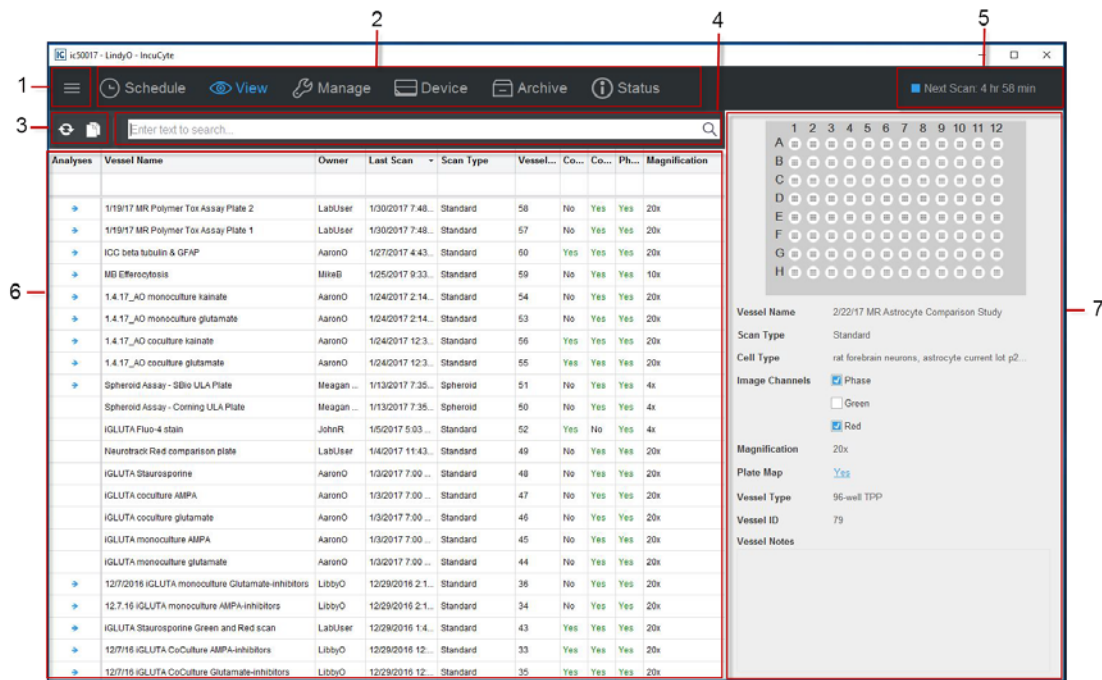 2
4
5
ic50017 - LindyO - IncuCyte
1
Schedule View Manage Device Archive Status
Next Scan: 4 hr 58 min
3
Enter text to search...
Analyses Vessel Name Owner Last Scan Scan Type Vessel... Co... Co... Ph... Magnification
1/19/17 MR Polymer Tox Assay Plate 2 LabUser 1/30/2017 7:48... Standard 58 No Yes Yes 20x
1/19/17 MR Polymer Tox Assay Plate 1 LabUser 1/30/2017 7:48... Standard 57 No Yes Yes 20x
ICC beta tubulin & GFAP AaronO 1/27/2017 4:43... Standard 60 Yes Yes Yes 20x
MB Efferocytosis MikeB 1/25/2017 9:33... Standard 59 No Yes Yes 10x
6
1.4.17_AO monoculture kainate AaronO 1/24/2017 2:14... Standard 54 No Yes Yes 20x
1.4.17_AO monoculture glutamate AaronO 1/24/2017 2:14... Standard 53 No Yes Yes 20x
1.4.17_AO coculture kainate AaronO 1/24/2017 12:3... Standard 56 Yes Yes Yes 20x
1.4.17_AO coculture glutamate AaronO 1/24/2017 12:3... Standard 55 Yes Yes Yes 20x
Spheroid Assay - SBio ULA Plate Meagan ... 1/13/2017 7:35... Spheroid 51 No Yes Yes 4x
Spheroid Assay - Corning ULA Plate Meagan ... 1/13/2017 7:35... Spheroid 50 No Yes Yes 4x
iGLUTA Fluo-4 stain JohnR 1/5/2017 5:03 ... Standard 52 Yes No Yes 4x
Neurotrack Red comparison plate LabUser 1/4/2017 11:43... Standard 49 No Yes Yes 20x
iGLUTA Staurosporine AaronO 1/3/2017 7:00 ... Standard 48 No Yes Yes 20x
iGLUTA coculture AMPA AaronO 1/3/2017 7:00 ... Standard 47 No Yes Yes 20x
iGLUTA coculture glutamate AaronO 1/3/2017 7:00 ... Standard 46 No Yes Yes 20x
iGLUTA monoculture AMPA AaronO 1/3/2017 7:00 ... Standard 45 No Yes Yes 20x
iGLUTA monoculture glutamate AaronO 1/3/2017 7:00 ... Standard 44 No Yes Yes 20x
12/7/2016 iGLUTA monoculture Glutamate-inhibitors LibbyO 12/29/2016 2:1... Standard 36 No Yes Yes 20x
12.7.16 iGLUTA monoculture AMPA-inhibitors LibbyO 12/29/2016 2:1... Standard 34 No Yes Yes 20x
iGLUTA Staurosporine Green and Red scan LabUser 12/29/2016 1:4... Standard 43 Yes Yes Yes 20x
12/7/16 iGLUTA CoCulture AMPA-inhibitors LibbyO 12/29/2016 12:... Standard 33 Yes Yes Yes 20x
12/7/16 iGLUTA CoCulture Glutamate-inhibitors LibbyO 12/29/2016 12:... Standard 35 Yes Yes Yes 20x
1 2 3 4 5 6 7 8 9 10 11 12
A
B
C
D
E
F
G
H
7
Vessel Name 2/22/17 MR Astrocyte Comparison Study
Scan Type Standard
Cell Type rat forebrain neurons, astrocyte current lot p2...
Image Channels Phase
Green
Red
Magnification 20x
Plate Map Yes
Vessel Type 96-well TPP
Vessel ID 79
Vessel Notes